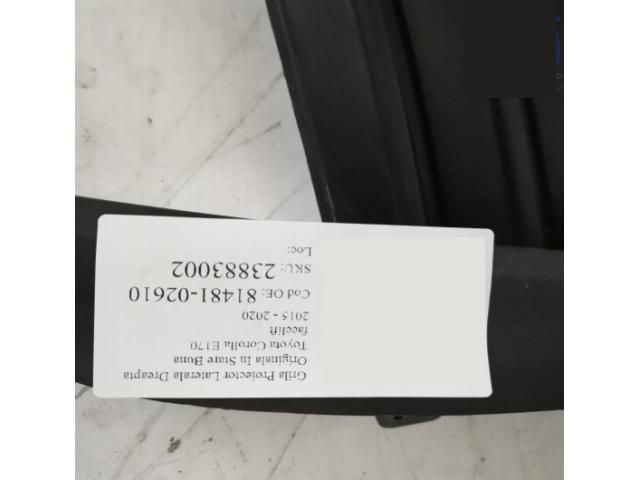 Grila Proiector Laterala Dreapta
Originala In Stare Buna
Toyota Corolla E170
facelift
2015 - 2020
Cod OE: 81481-02610
SKU: 23883002
Loc: